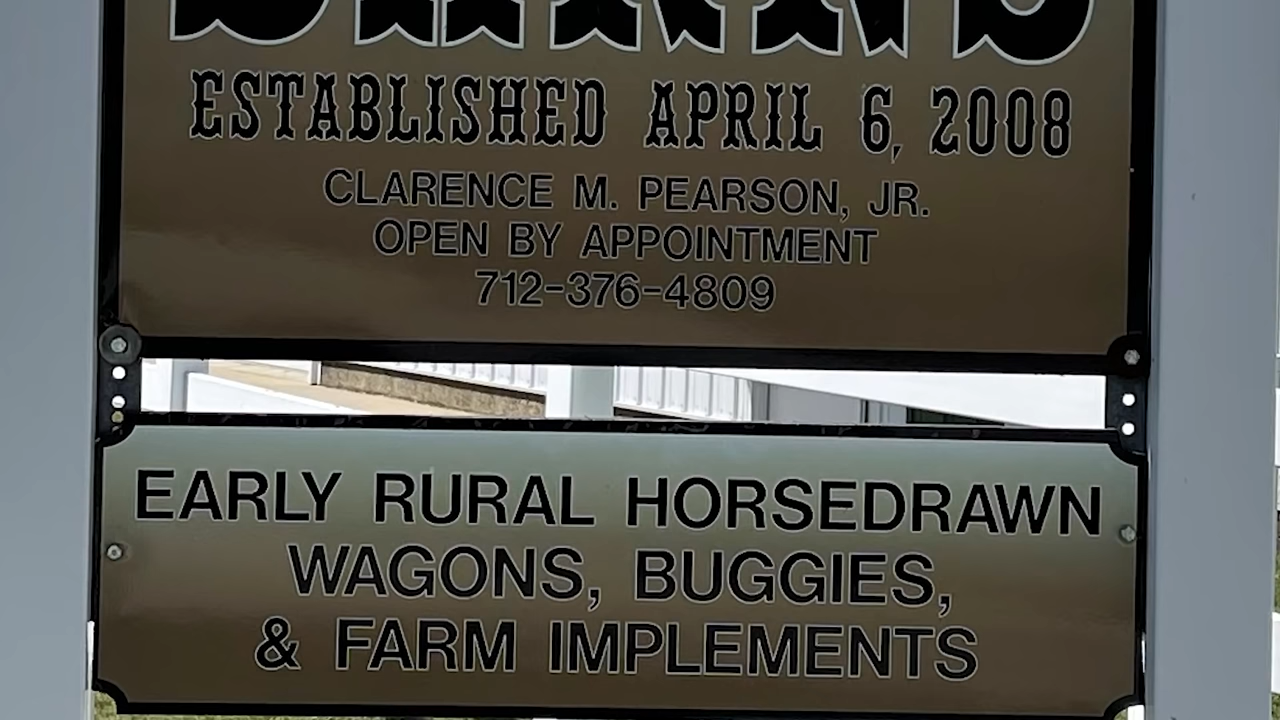 ESTABLISHED APRIL 6, 2008
CLARENCE M. PEARSON, JR.
OPEN BY APPOINTMENT
712-376-4809
EARLY RURAL HORSEDRAWN
WAGONS, BUGGIES,
& FARM IMPLEMENTS